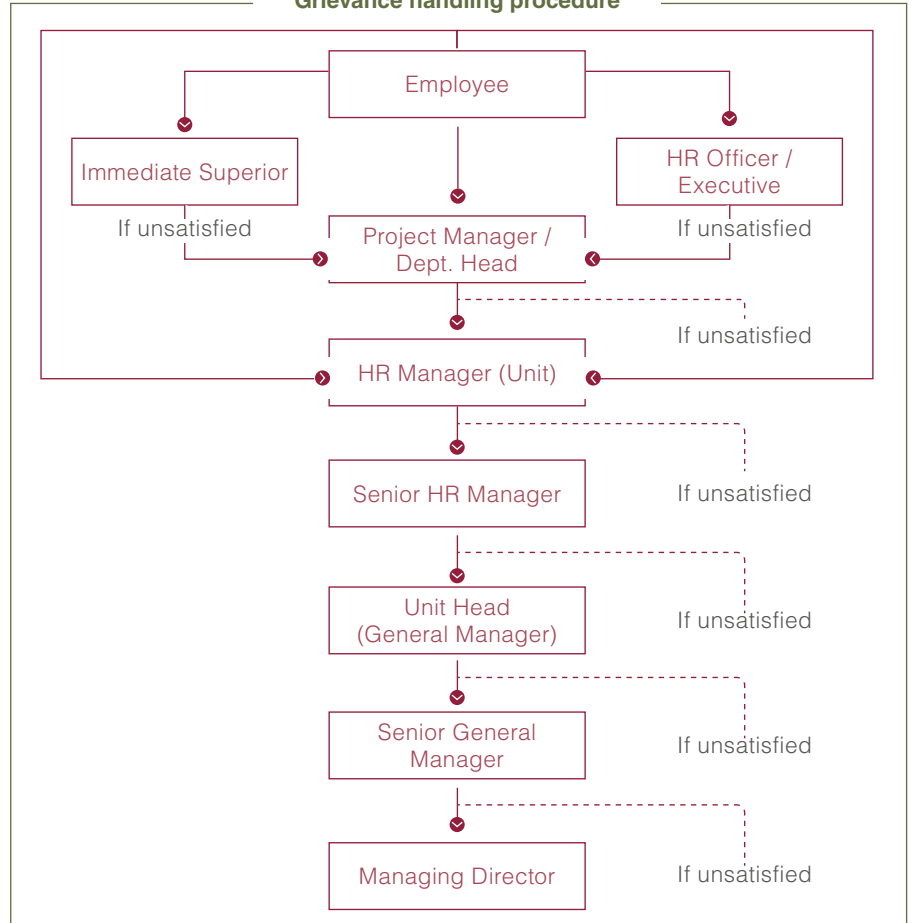 Grievance handling procedure
Employee
Immediate Superior
HR Officer /
Executive
If unsatisfied
If unsatisfied
Project Manager /
Dept. Head
If unsatisfied
HR Manager (Unit)
Senior HR Manager
If unsatisfied
Unit Head
(General Manager)
If unsatisfied
Senior General
Manager
If unsatisfied
Managing Director
If unsatisfied